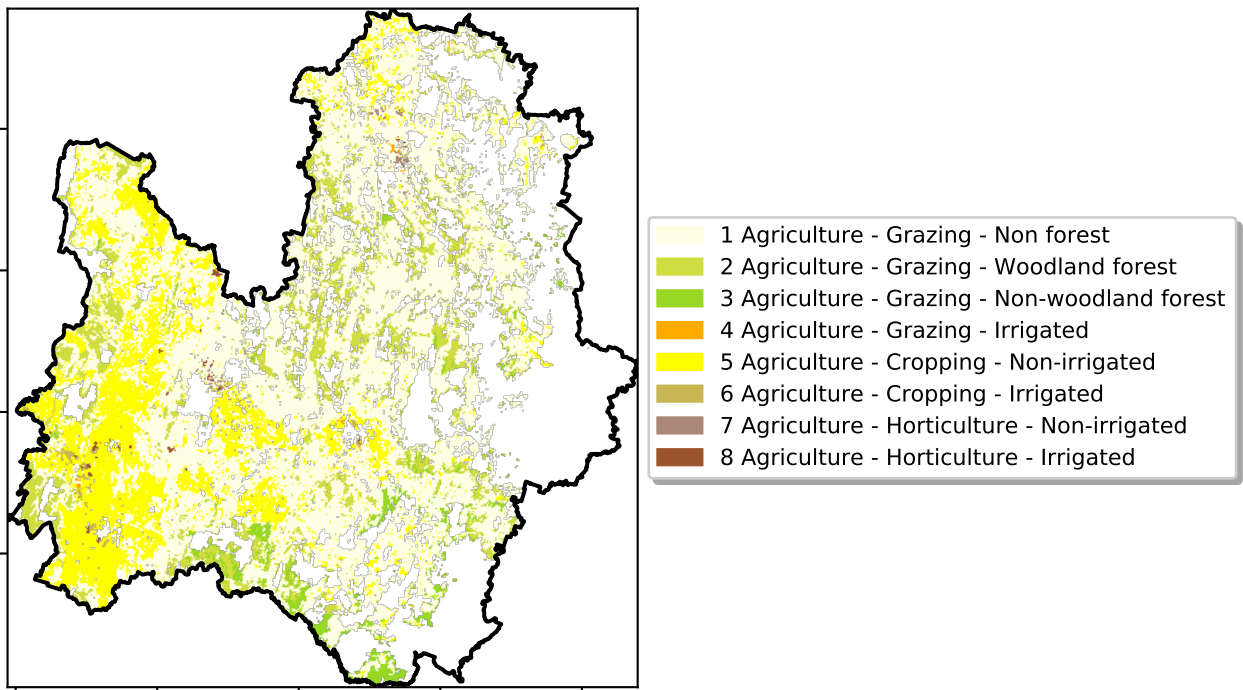 1 Agriculture - Grazing - Non forest
2 Agriculture - Grazing - Woodland forest
3 Agriculture - Grazing - Non-woodland forest
4 Agriculture - Grazing - Irrigated
5 Agriculture - Cropping - Non-irrigated
6 Agriculture - Cropping - Irrigated
7 Agriculture - Horticulture - Non-irrigated
8 Agriculture - Horticulture - Irrigated